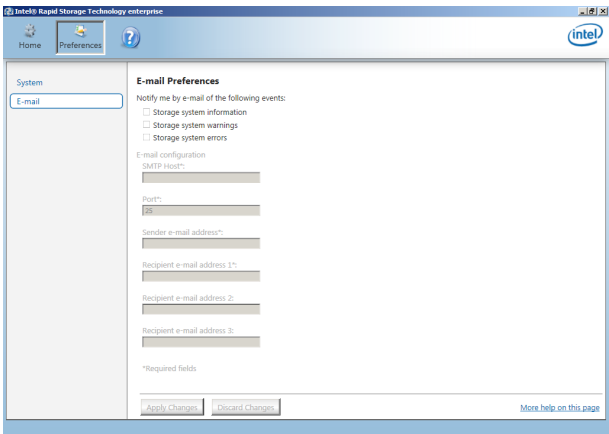 Intel® Rapid Storage Technology enterprise
Home
Preferences
?
intel
System
E-mail
E-mail Preferences
Notify me by e-mail of the following events:
Storage system information
Storage system warnings
Storage system errors
E-mail configuration
SMTP Host*:
Port*:
25
Sender e-mail address*:
Recipient e-mail address 1*:
Recipient e-mail address 2:
Recipient e-mail address 3:
*Required fields
Apply Changes
Discard Changes
More help on this page